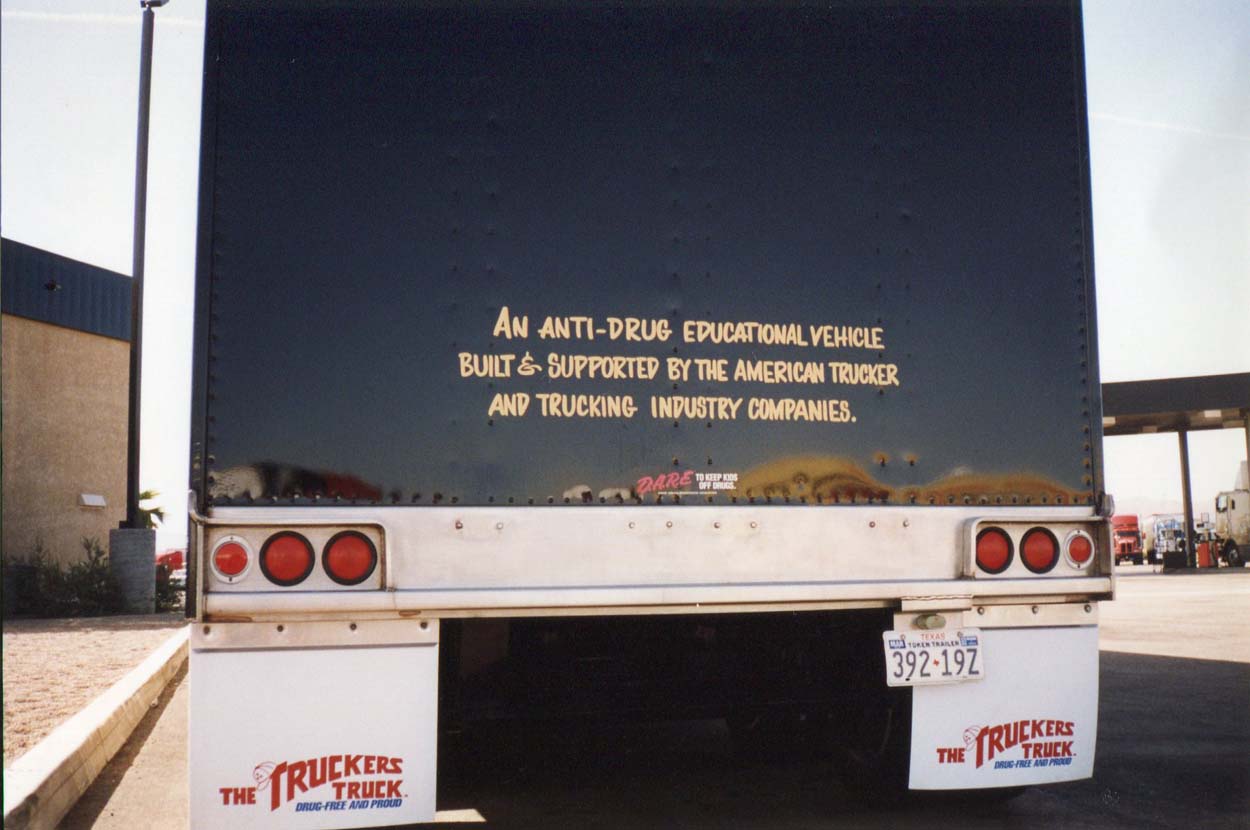 AN ANTI-DRUG EDUCATIONAL VEHICLE
BUILT & SUPPORTED BY THE AMERICAN TRUCKER
AND TRUCKING INDUSTRY COMPANIES.
D.A.R.E TO KEEP KIDS
OFF DRUGS.
TEXAS
MAR TOKEN TRAILER
392 19Z
THE TRUCKERS
TRUCK
DRUG-FREE AND PROUD
THE TRUCKERS
TRUCK
DRUG-FREE AND PROUD